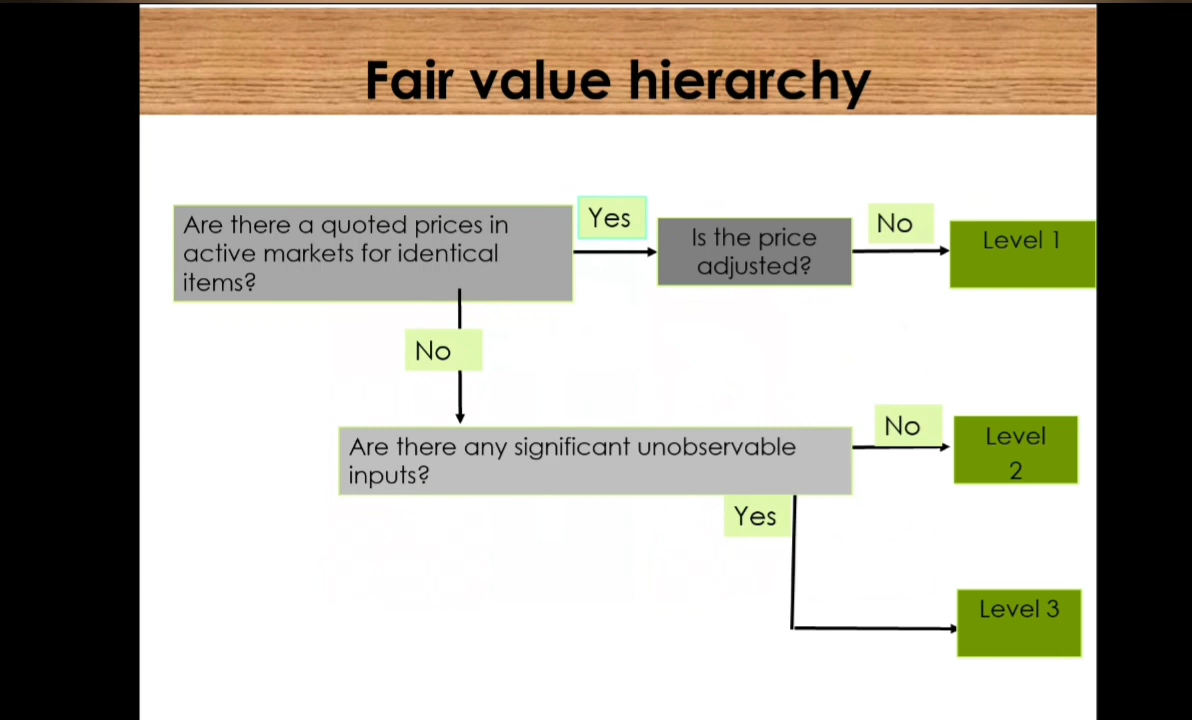 Fair value hierarchy
Are there a quoted prices in
active markets for identical
items?
Yes
Is the price
adjusted?
No
Level 1
No
Are there any significant unobservable
inputs?
No
Level
2
Yes
Level 3